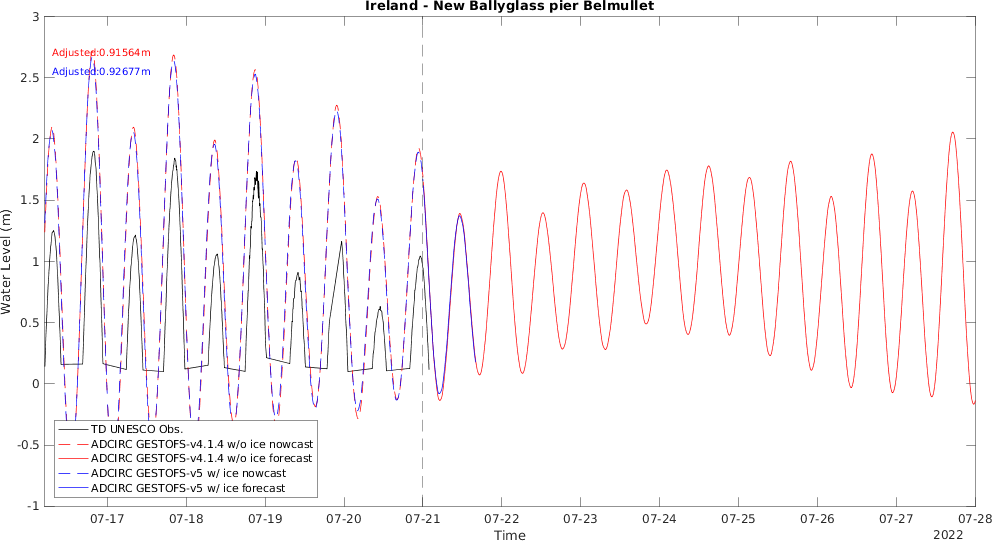 Ireland - New Ballyglass pier Belmullet
Adjusted:0.91564m
Adjusted:0.92677m
3
2.5
2
1.5
1
0.5
0
-0.5
-1
Water Level (m)
TD UNESCO Obs.
ADCIRC GESTOFS-v4.1.4 w/o ice nowcast
ADCIRC GESTOFS-v4.1.4 w/o ice forecast
ADCIRC GESTOFS-v5 w/ ice nowcast
ADCIRC GESTOFS-v5 w/ ice forecast
07-17 07-18 07-19 07-20 07-21 07-22 07-23 07-24 07-25 07-26 07-27 07-28
Time
2022